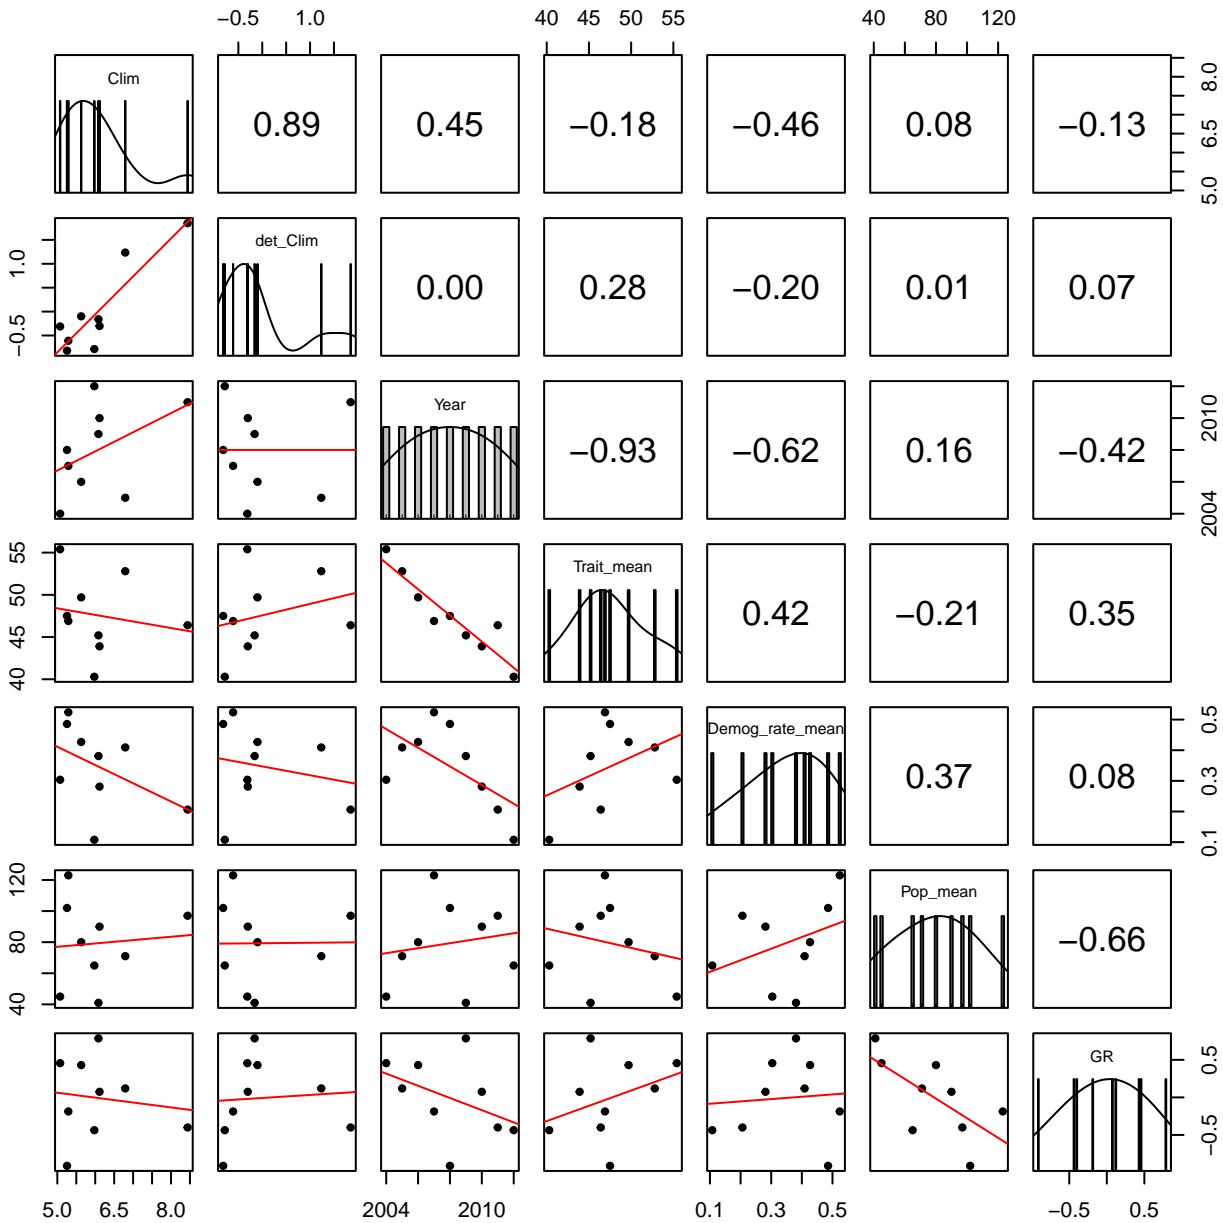 −0.5 1.0 40 45 50 55 40 80 120
Clim 0.89 0.45 −0.18 −0.46 0.08 −0.13 5.0 6.5 8.0
−0.5 1.0 det_Clim 0.00 0.28 −0.20 0.01 0.07
Year −0.93 −0.62 0.16 −0.42 2004 2010
40 45 50 55 Trait_mean 0.42 −0.21 0.35
Demog_rate_mean 0.37 0.08 0.1 0.3 0.5
40 80 120 Pop_mean −0.66
GR −0.5 0.5
5.0 6.5 8.0 2004 2010 0.1 0.3 0.5 −0.5 0.5